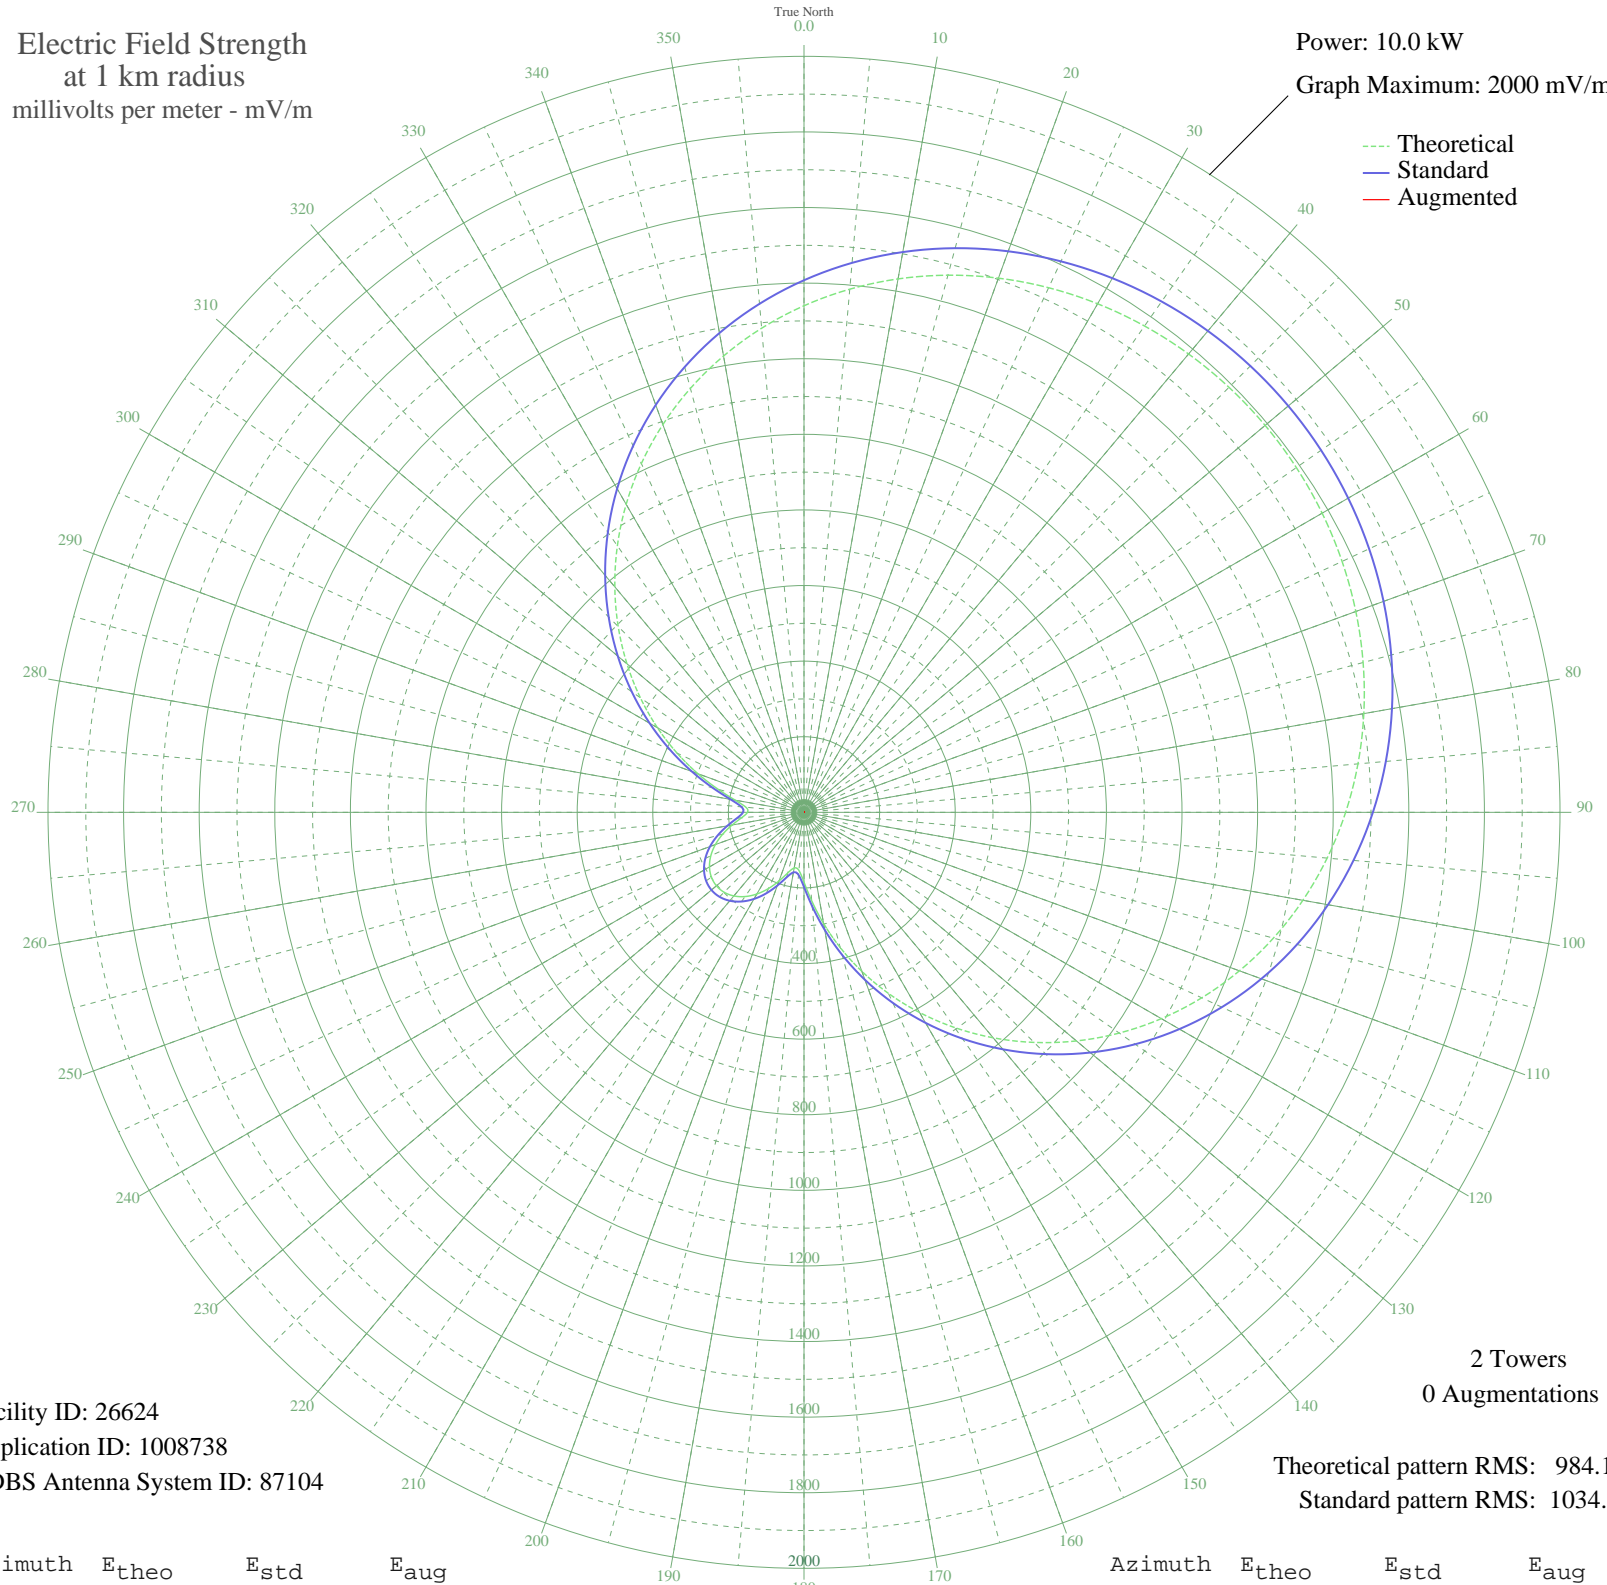 True North
0.0
Electric Field Strength
at 1 km radius
millivolts per meter - mV/m
Power: 10.0 kW
Graph Maximum: 2000 mV/m
Theoretical
Standard
Augmented
10
20
30
40
50
60
70
80
90
100
110
120
130
140
150
160
170
190
200
210
220
230
240
250
260
270
280
290
300
310
320
330
340
350
400
600
800
1000
1200
1400
1600
1800
2000
2 Towers
0 Augmentations
cility ID: 26624
plication ID: 1008738
DBS Antenna System ID: 87104
Theoretical pattern RMS: 984.1
Standard pattern RMS: 1034.
imuth Etheo Estd Eaug
Azimuth Etheo Estd Eaug